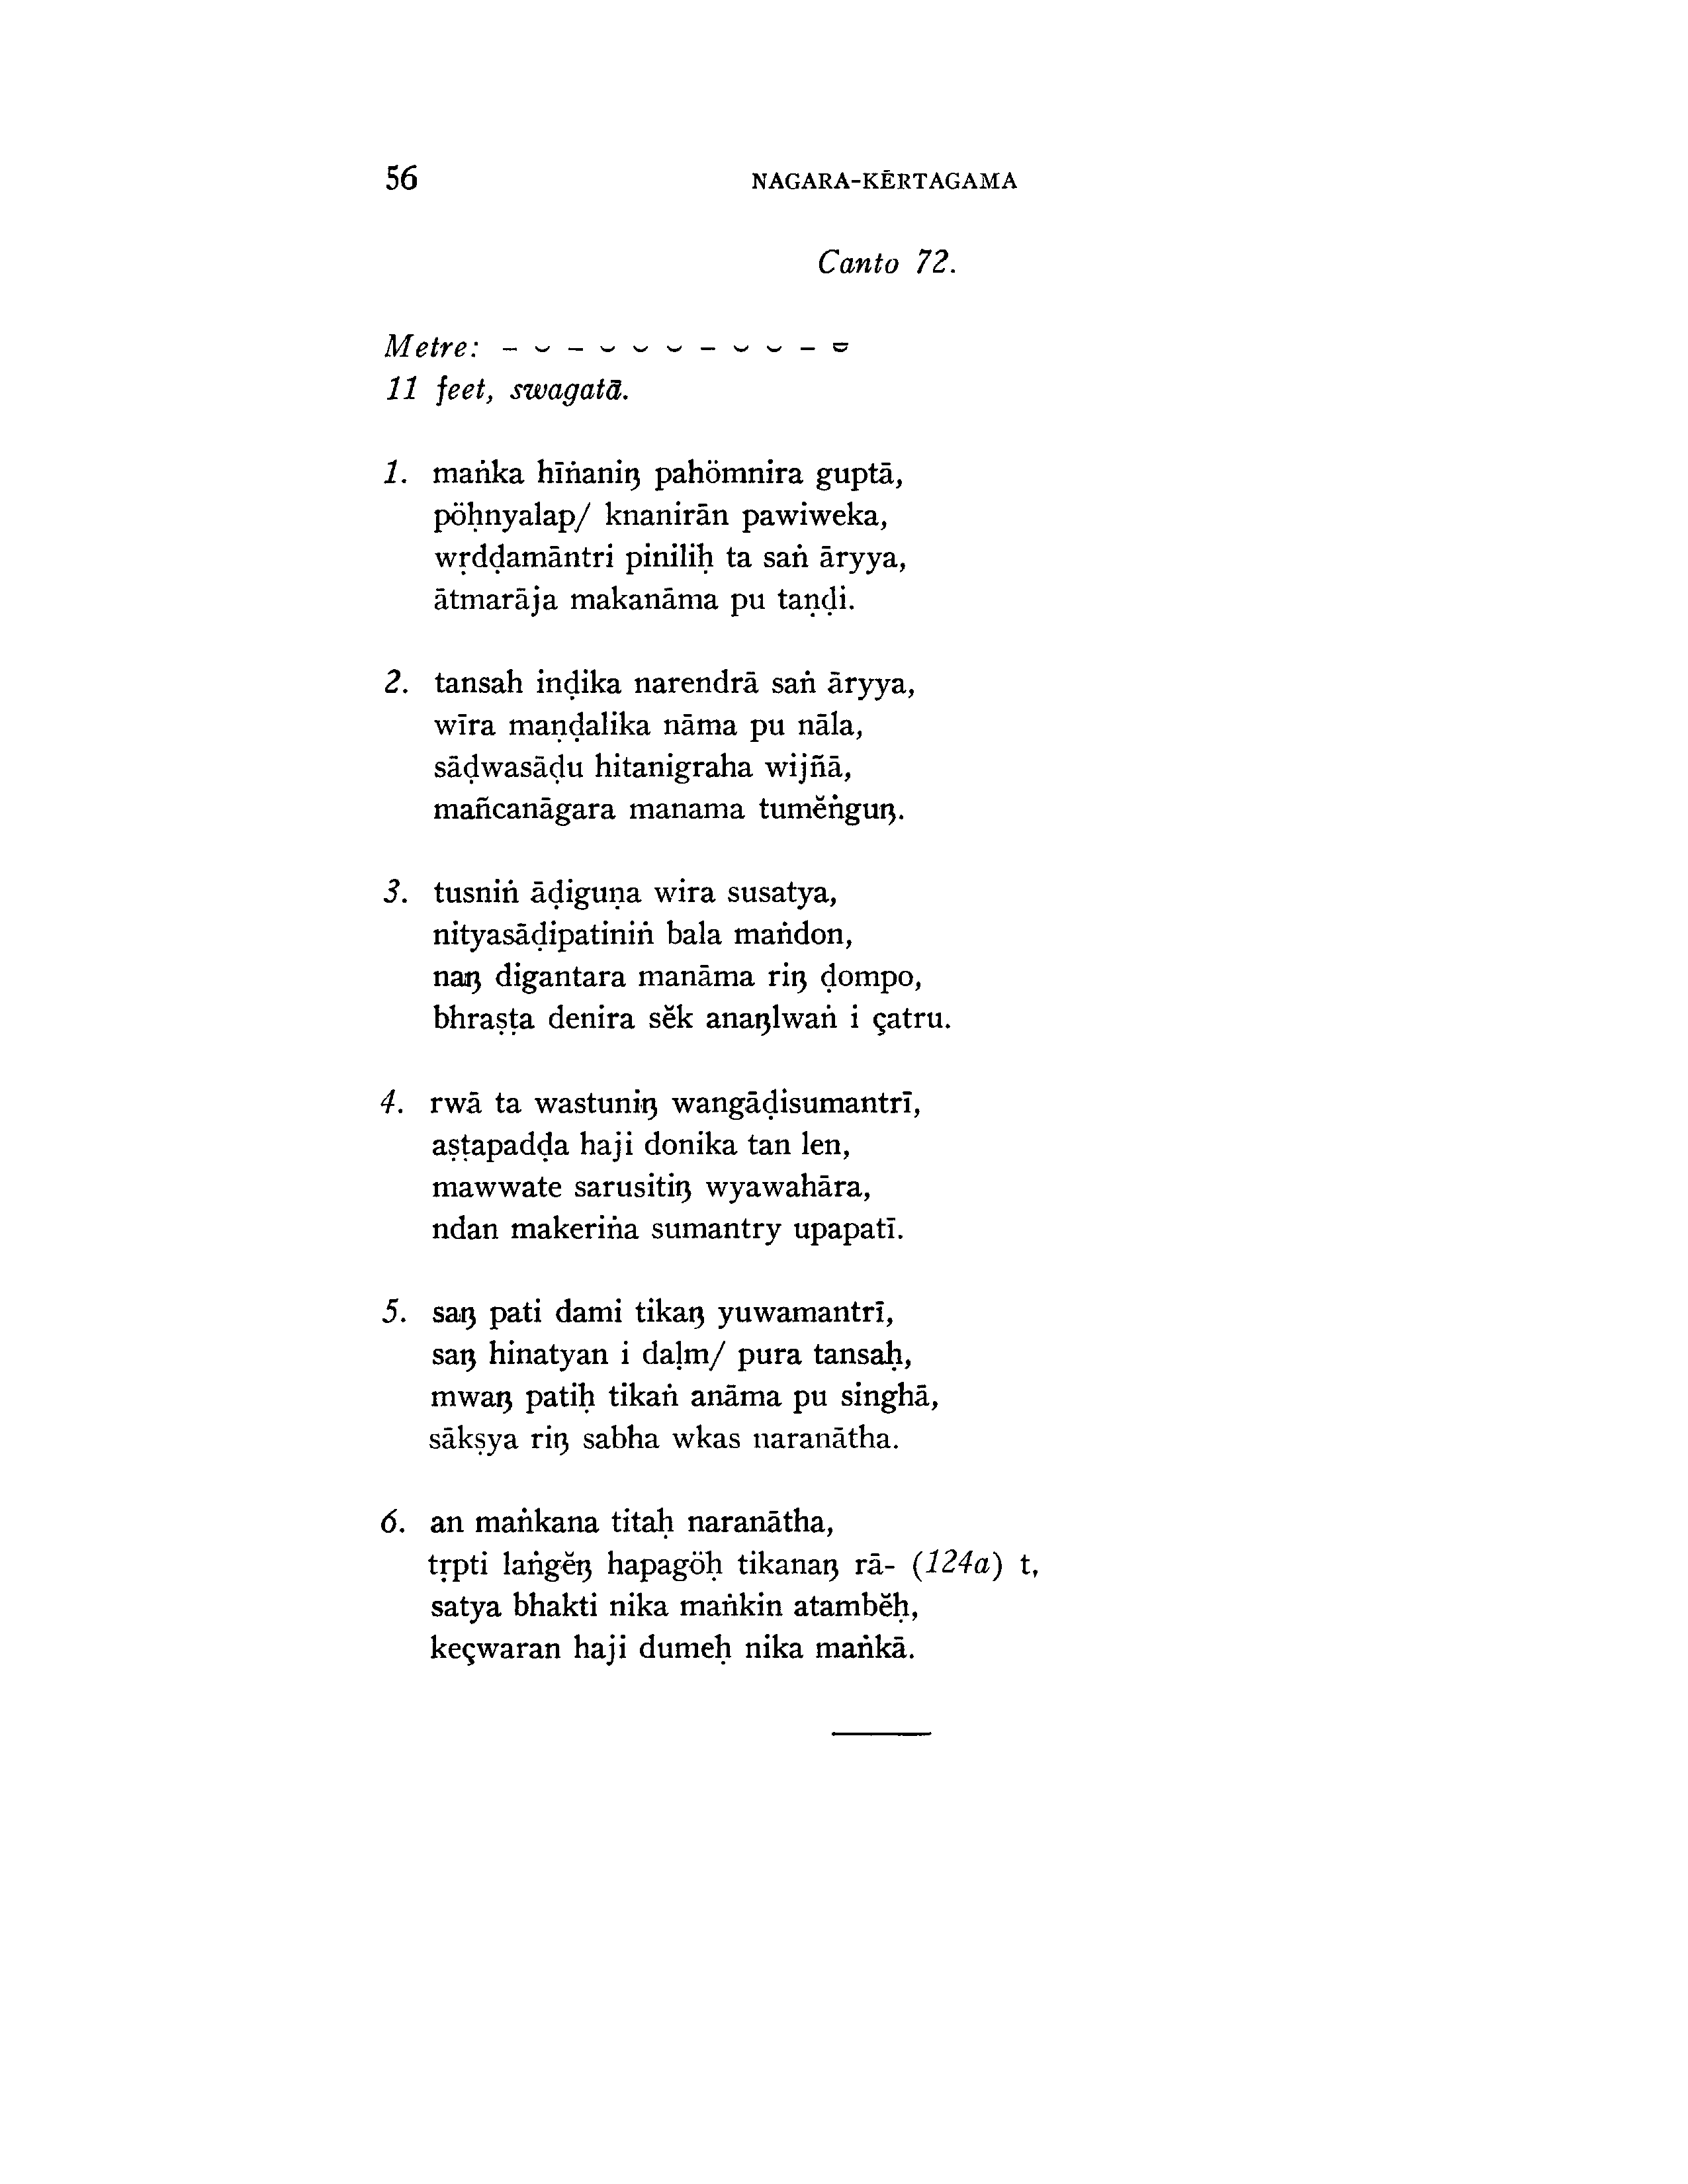 56 NAGARA-KĔRTAGAMA
Canto 72.
Metre: – ⏑ – ⏑ ⏑ ⏑ – ⏑ ⏑ – ⏓
11 feet, swagatā.
1. maṅka hīṅaniŋ pahömnira guptā,
pöḥnyalap/ knanirān pawiweka,
wṛdḍamāntri piniliḥ ta saṅ āryya,
ātmarāja makanāma pu taṇḍi.
2. tansah inḍika narendrā saṅ āryya,
wīra maṇḍalika nāma pu nāla,
sāḍwasāḍu hitanigraha wijñā,
mañcanāgara manama tumĕṅguŋ.
3. tusniṅ āḍiguṇa wira susatya,
nityasāḍipatiniṅ bala maṅdon,
naŋ digantara manāma riŋ ḍompo,
bhraṣṭa denira sĕk anaŋlwaṅ i çatru.
4. rwā ta wastuniŋ wangāḍisumantrī,
aṣṭapadḍa haji donika tan len,
mawwate sarusitiŋ wyawahāra,
ndan makeriṅa sumantry upapatī.
5. saŋ pati dami tikaŋ yuwamantrī,
saŋ hinatyan i daḷm/ pura tansaḥ,
mwaŋ patiḥ tikaṅ anāma pu singhā,
sākṣya riŋ sabha wkas naranātha.
6. an maṅkana titaḥ naranātha,
tṛpti laṅgĕŋ hapagöḥ tikanaŋ rā- (124a) t,
satya bhakti nika maṅkin atambĕḥ,
keçwaran haji dumeḥ nika maṅkā.